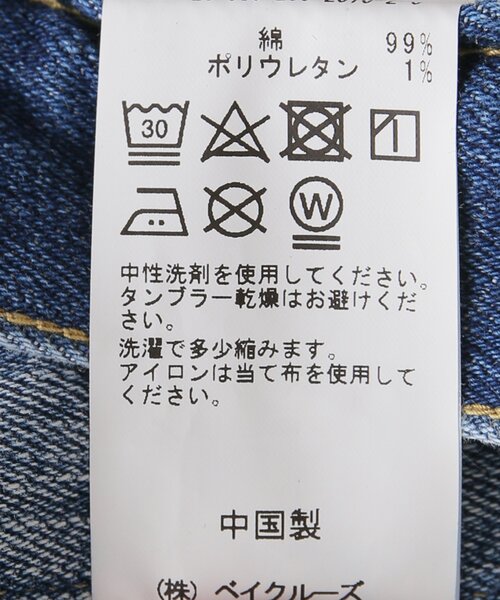 綿 99%
ポリウレタン 1%
30
W
中性洗剤を使用してください。
タンブラー乾燥はお避けくだ
さい。
洗濯で多少縮みます。
アイロンは当て布を使用して
ください。
中国製
(株) ベイクルーズ